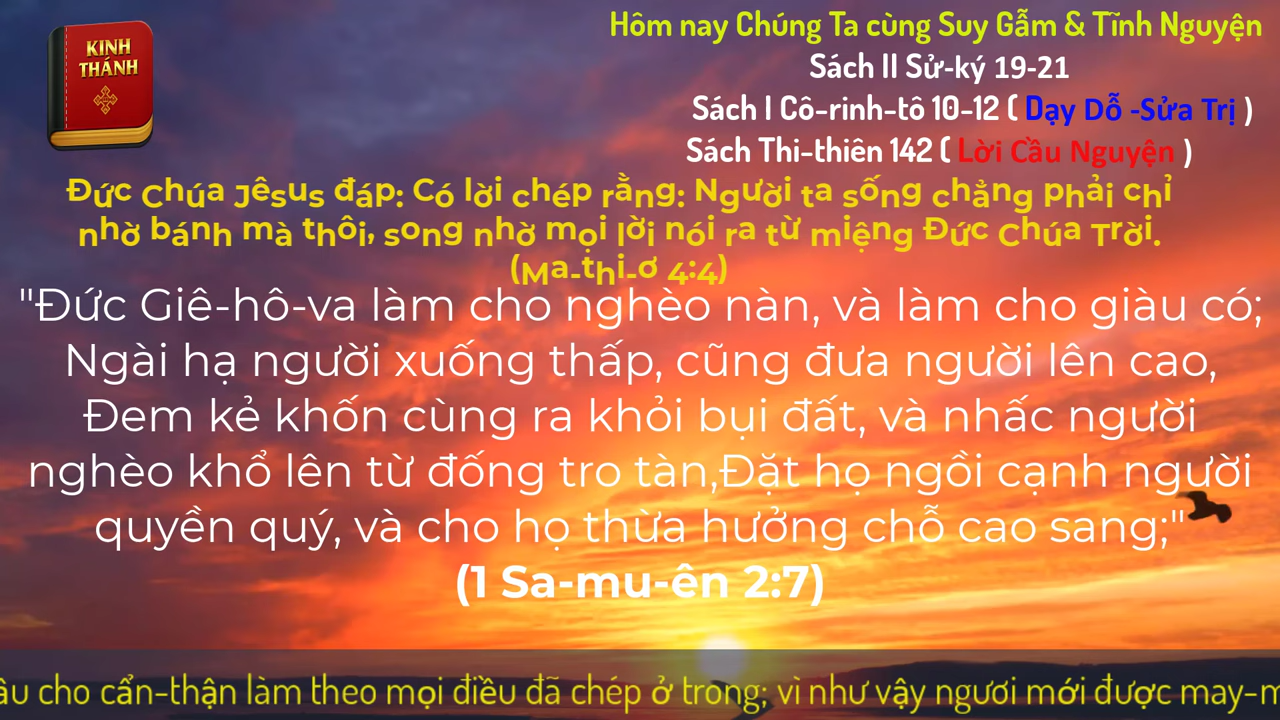 KINH
THÁNH
Hôm nay Chúng Ta cùng Suy Gẫm & Tĩnh Nguyện
Sách II Sử-ký 19-21
Sách I Cô-rinh-tô 10-12 ( Dạy Dỗ -Sửa Trị )
Sách Thi-thiên 142 ( Lời Cầu Nguyện )
Đức Chúa Jêsus đáp: Có lời chép rằng: Người ta sống chẳng phải chỉ
nhờ bánh mà thôi, song nhờ mọi lời nói ra từ miệng Đức Chúa Trời.
(Ma-thi-ơ 4:4)
"Đức Giê-hô-va làm cho nghèo nàn, và làm cho giàu có;
Ngài hạ người xuống thấp, cũng đưa người lên cao,
Đem kẻ khốn cùng ra khỏi bụi đất, và nhấc người
nghèo khổ lên từ đống tro tàn,Đặt họ ngồi cạnh người
quyền quý, và cho họ thừa hưởng chỗ cao sang;"
(1 Sa-mu-ên 2:7)
cho cẩn-thận làm theo mọi điều đã chép ở trong; vì như vậy ngươi mới được may-